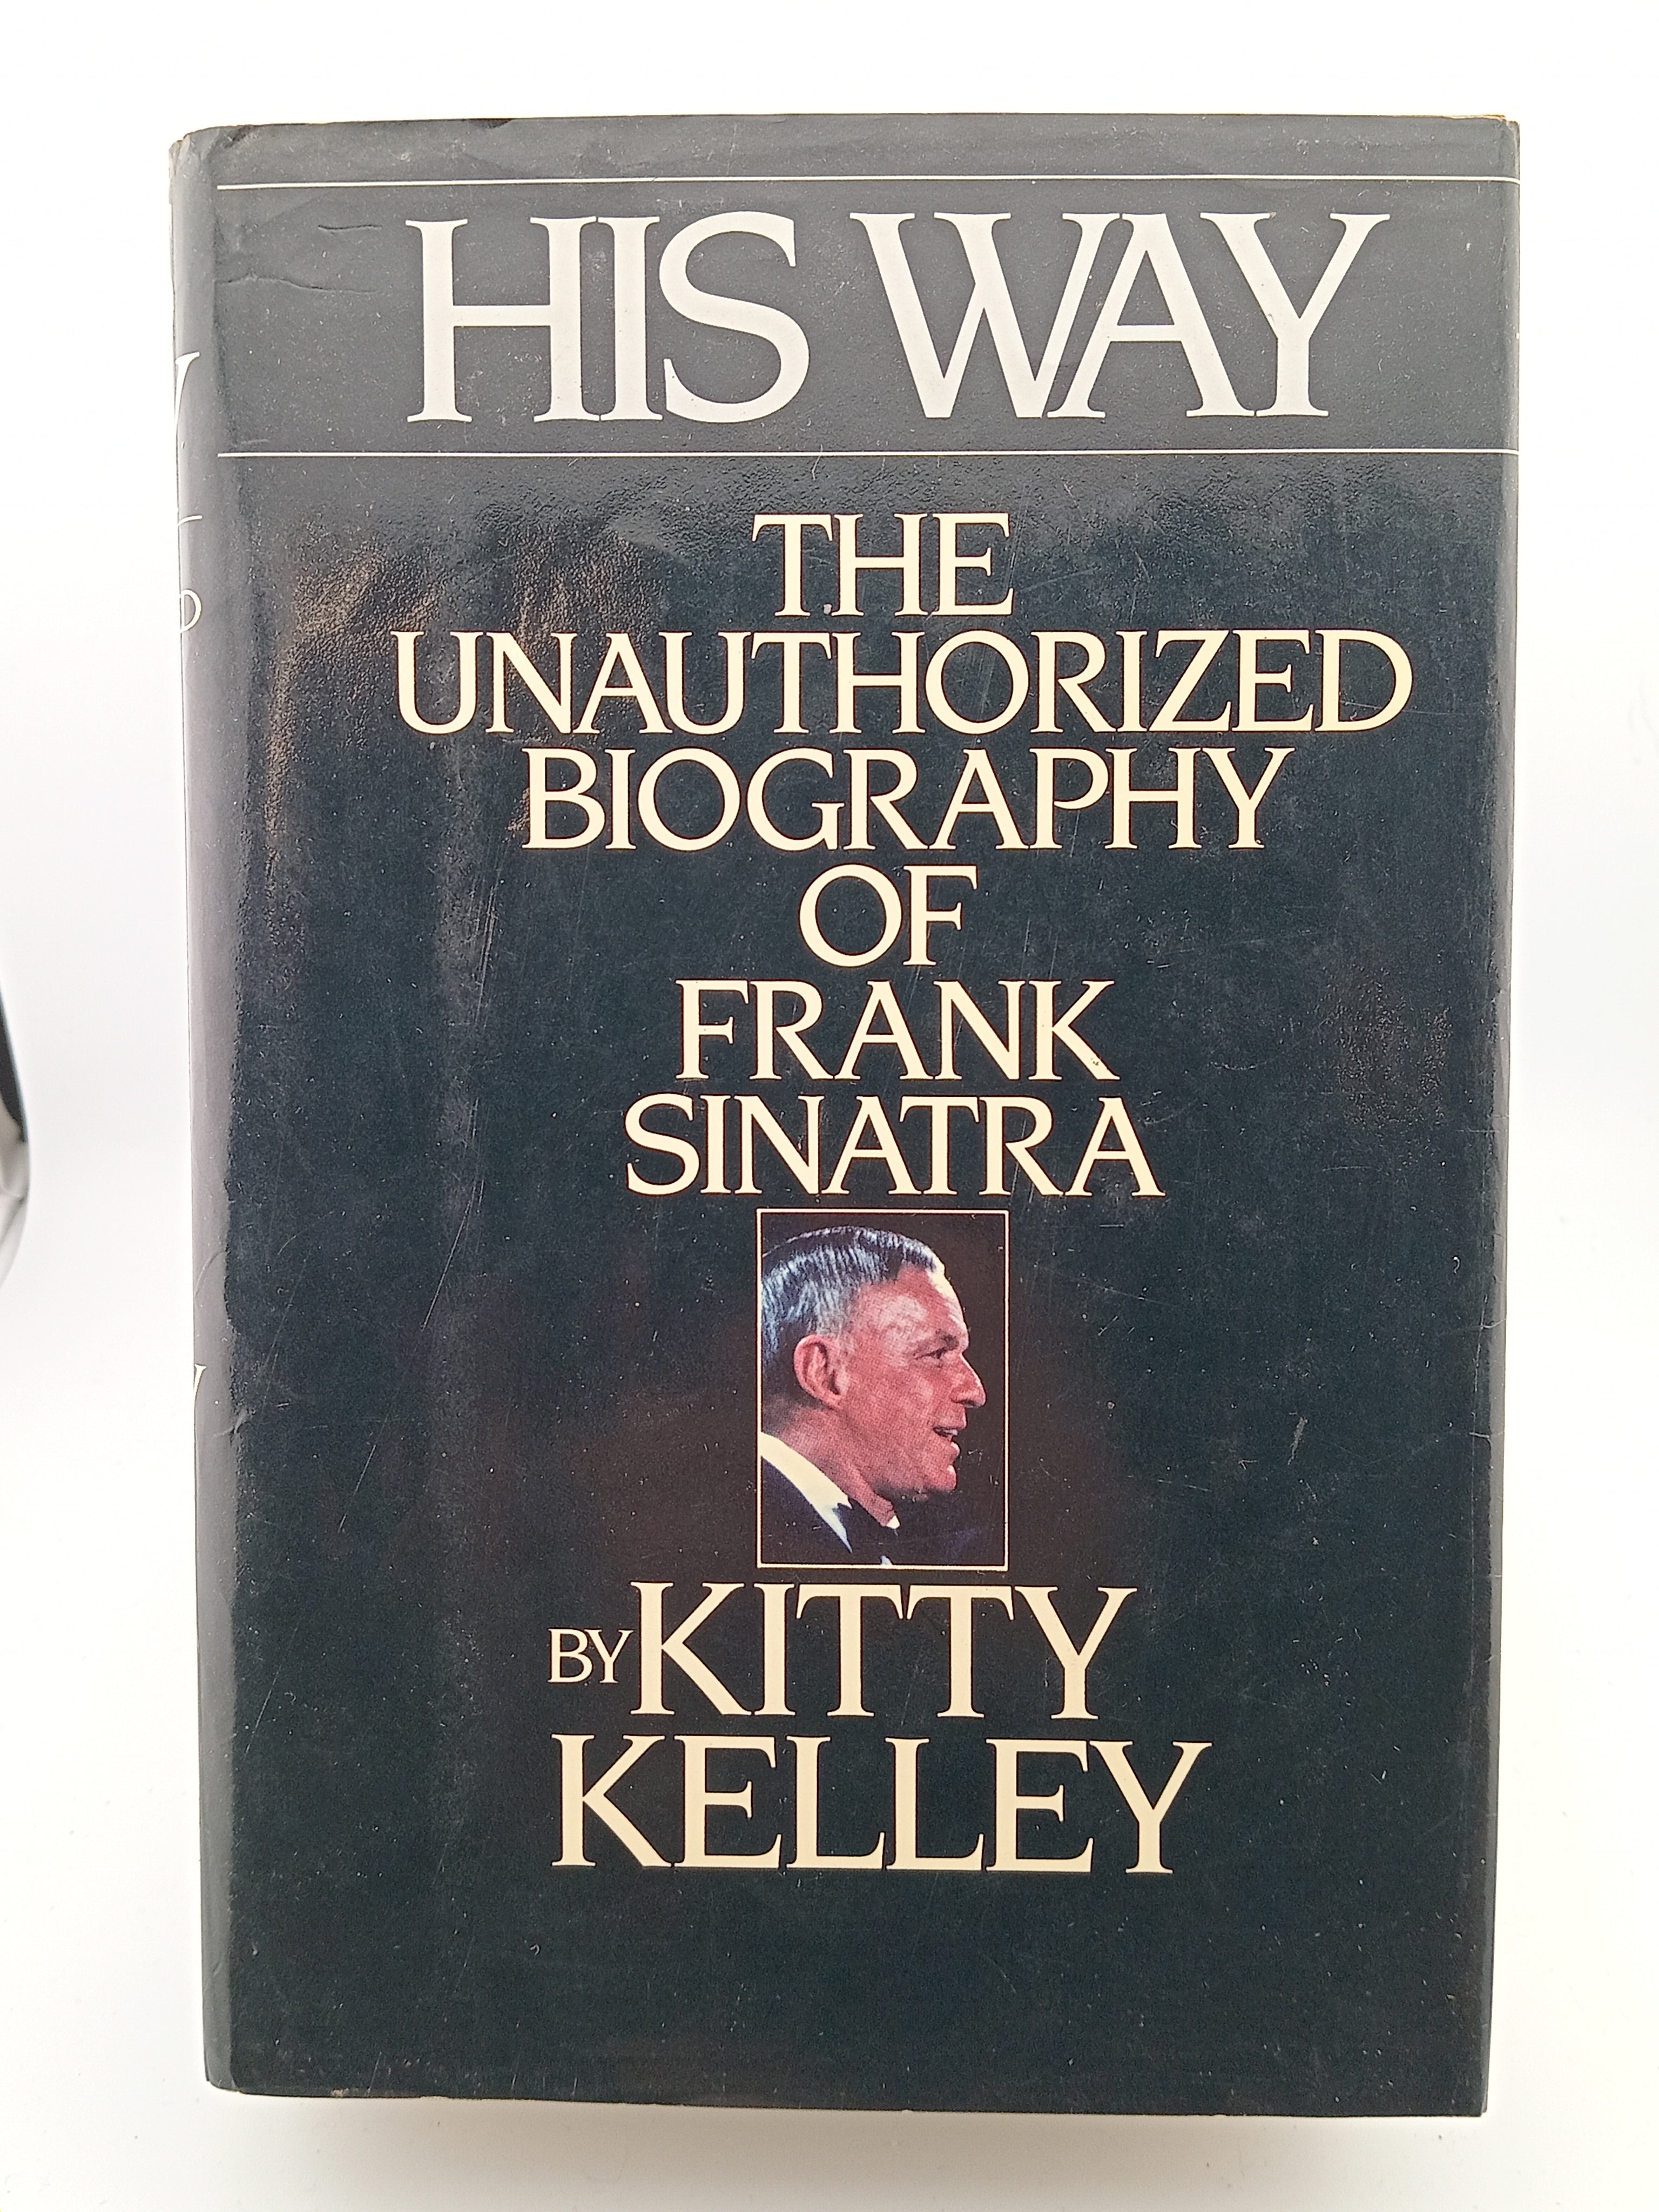 HIS WAY
THE
UNAUTHORIZED
BIOGRAPHY
OF
FRANK
SINATRA
BY KITTY
KELLEY